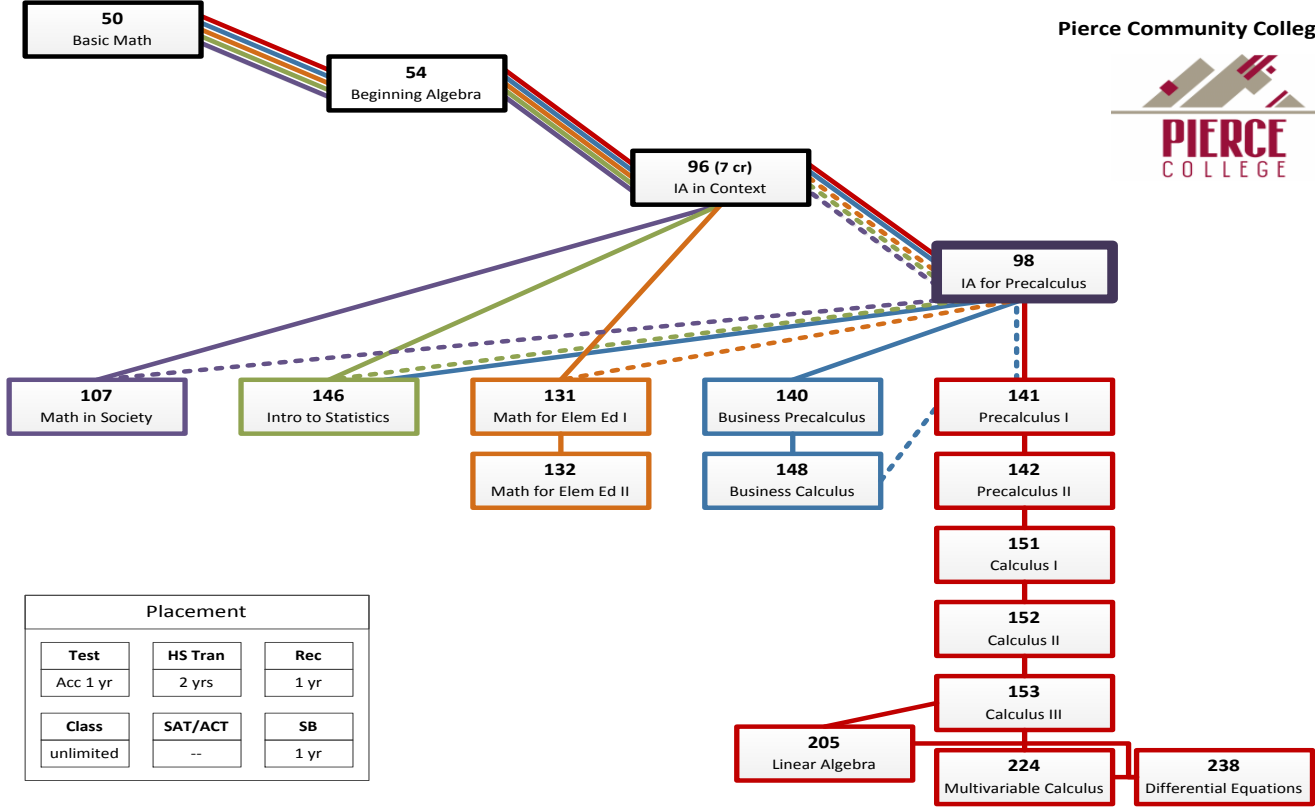 50
Basic Math
Pierce Community Colleg
54
Beginning Algebra
PIERCE
COLLEGE
96 (7 cr)
IA in Context
98
IA for Precalculus
107
Math in Society
146
Intro to Statistics
131
Math for Elem Ed I
140
Business Precalculus
141
Precalculus I
132
Math for Elem Ed II
148
Business Calculus
142
Precalculus II
151
Calculus I
152
Calculus II
153
Calculus III
205
Linear Algebra
224
Multivariable Calculus
238
Differential Equations
Placement
Test
Acc 1 yr
HS Tran
2 yrs
Rec
1 yr
Class
unlimited
SAT/ACT
--
SB
1 yr